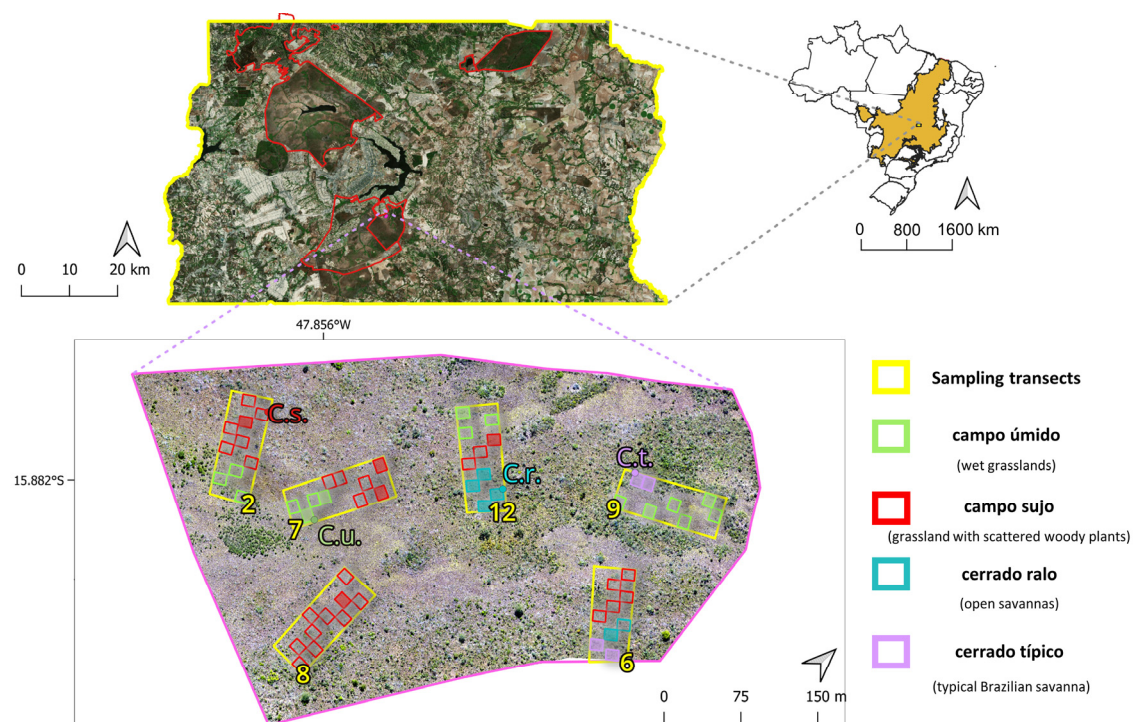 0 10 20 km
0 800 1600 km
47.856°W
15.882°S
C.s.
2
7
C.u.
C.r.
12
C.t.
9
8
6
0 75 150 m
Sampling transects
campo úmido
(wet grasslands)
campo sujo
(grassland with scattered woody plants)
cerrado ralo
(open savannas)
cerrado típico
(typical Brazilian savanna)